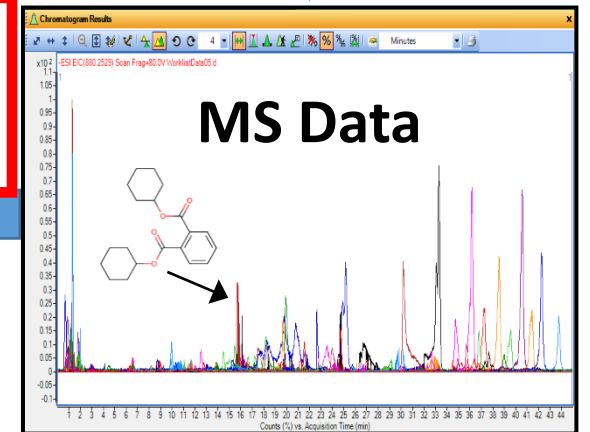 Chromatogram Results x
4 % Minutes
x10 2 -ESI EIC(880.2529) Scan Frag=80.0V WorklistData05.d
1.1
1 1
1.05
1
0.95
0.9
0.85
0.8
0.75
0.7
0.65
0.6
0.55
0.5
0.45
0.4
0.35
0.3
0.25
0.2
0.15
0.1
0.05
0
-0.05
-0.1
MS Data
O
O
O
O
1 2 3 4 5 6 7 8 9 10 11 12 13 14 15 16 17 18 19 20 21 22 23 24 25 26 27 28 29 30 31 32 33 34 35 36 37 38 39 40 41 42 43 44
Counts (%) vs. Acquisition Time (min)